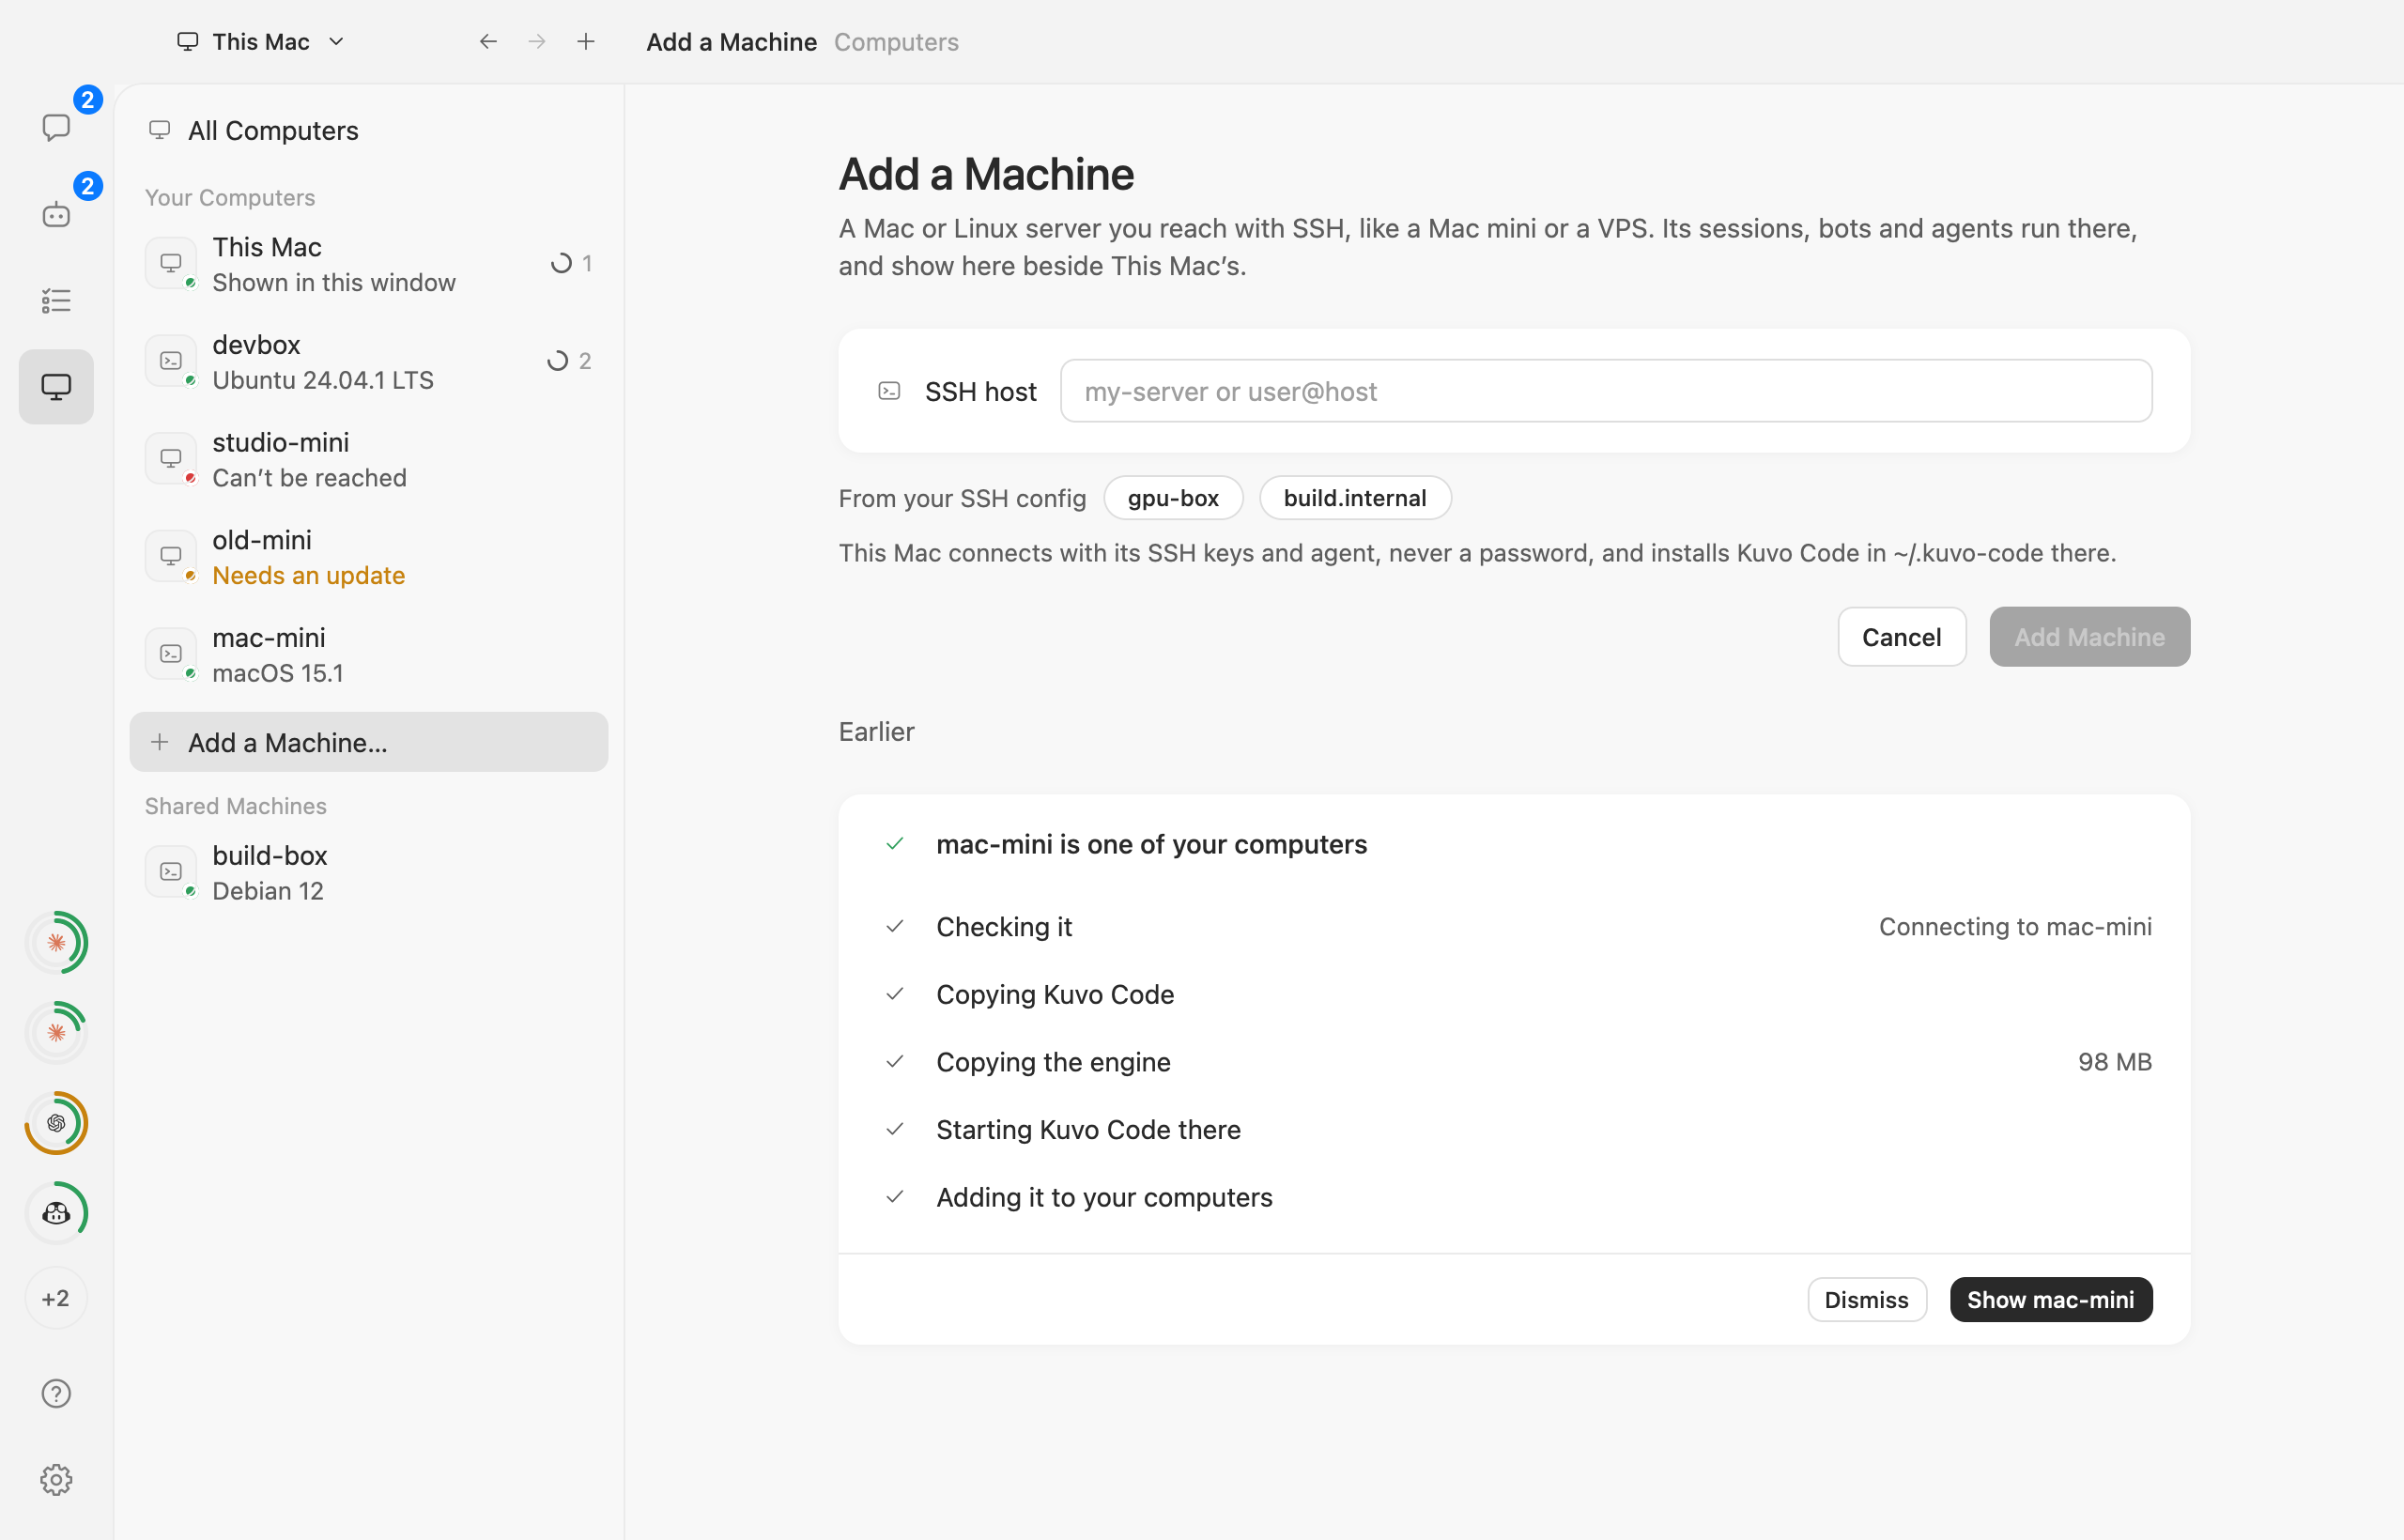 This Mac
Add a Machine Computers
2
2
All Computers
Your Computers
This Mac
Shown in this window
1
devbox
Ubuntu 24.04.1 LTS
2
studio-mini
Can’t be reached
old-mini
Needs an update
mac-mini
macOS 15.1
Add a Machine...
Shared Machines
build-box
Debian 12
+2
Add a Machine
A Mac or Linux server you reach with SSH, like a Mac mini or a VPS. Its sessions, bots and agents run there,
and show here beside This Mac’s.
SSH host my-server or user@host
From your SSH config gpu-box build.internal
This Mac connects with its SSH keys and agent, never a password, and installs Kuvo Code in ~/.kuvo-code there.
Cancel Add Machine
Earlier
mac-mini is one of your computers
Checking it Connecting to mac-mini
Copying Kuvo Code
Copying the engine 98 MB
Starting Kuvo Code there
Adding it to your computers
Dismiss Show mac-mini